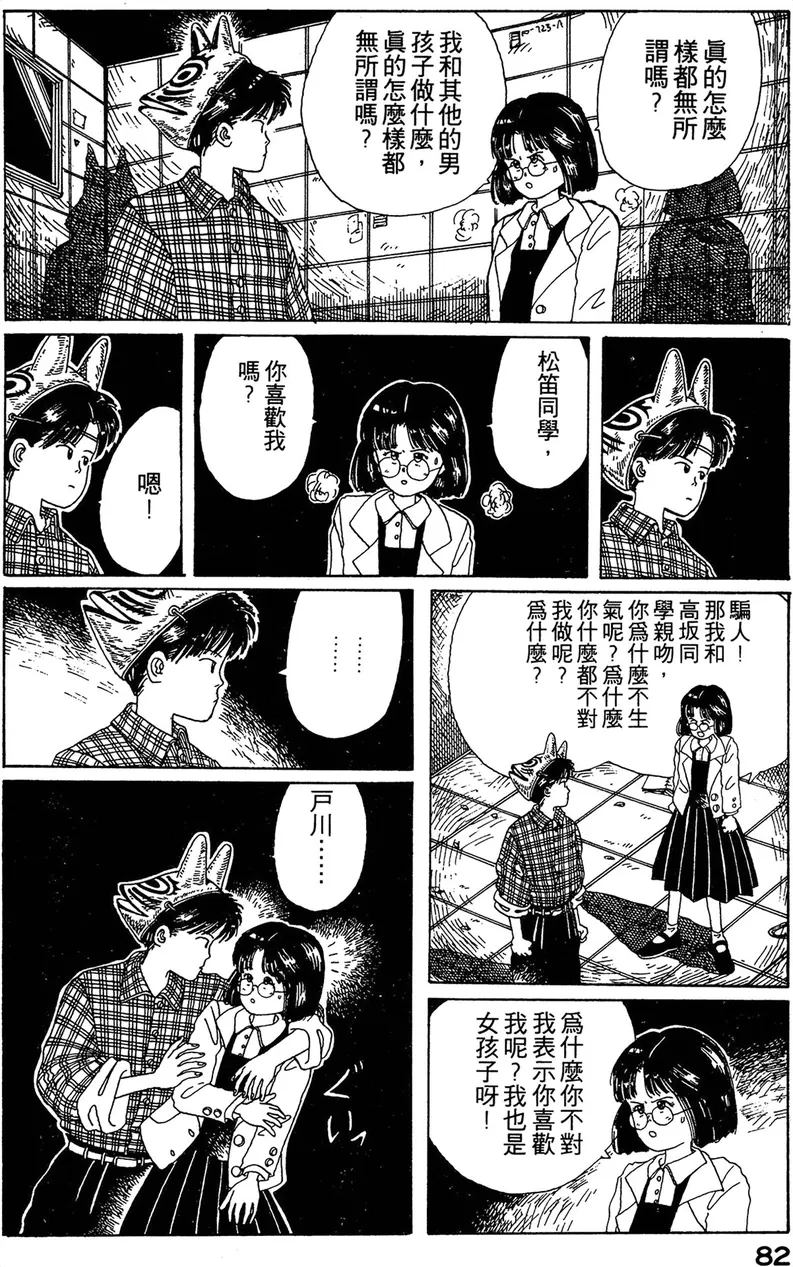 真的怎麼
樣都無所
謂嗎？
我和其他的男
孩子做什麼，
真的怎麼樣都
無所謂嗎？
松笛同學，
你喜歡我
嗎？
嗯！
騙人！
那我和
高坂同
學親吻，
你爲什麼不生
氣呢？爲什麼
你什麼都不對
我做呢？
爲什麼？
……
……
爲什麼你不對
我表示你喜歡
我呢？我也是
女孩子呀！
戶川……
ぐいっ
82